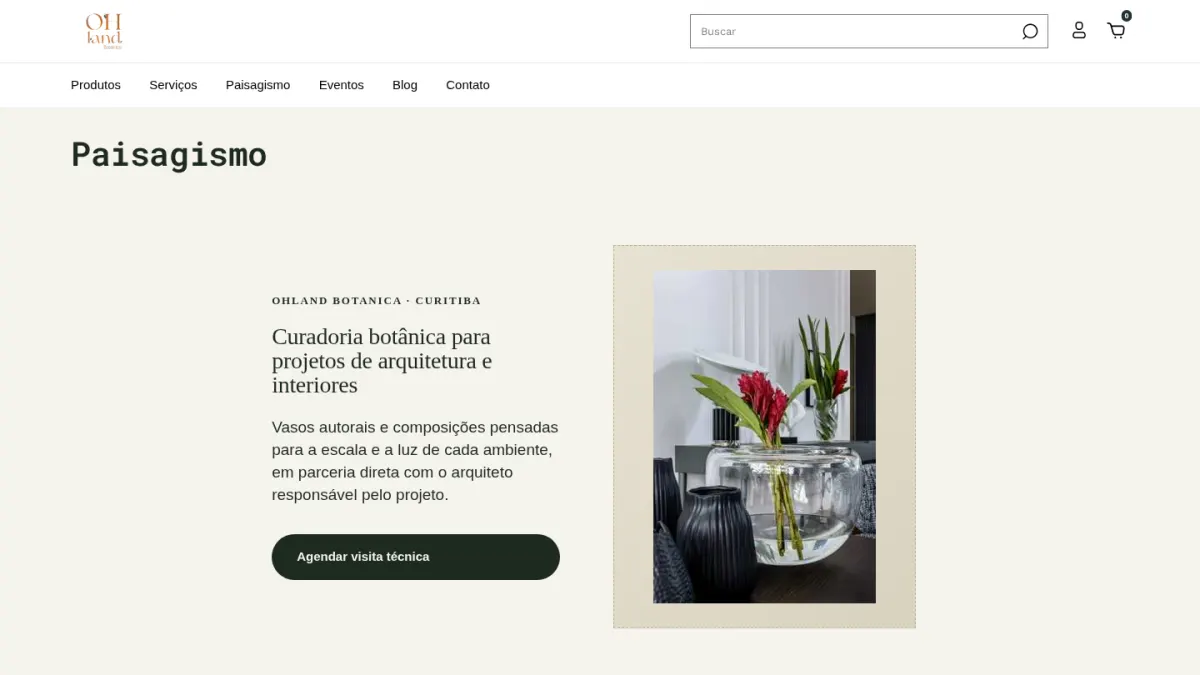 OH
land.
Buscar
0
Produtos
Serviços
Paisagismo
Eventos
Blog
Contato
Paisagismo
OHLAND BOTANICA · CURITIBA
Curadoria botânica para
projetos de arquitetura e
interiores
Vasos autorais e composições pensadas
para a escala e a luz de cada ambiente,
em parceria direta com o arquiteto
responsável pelo projeto.
Agendar visita técnica